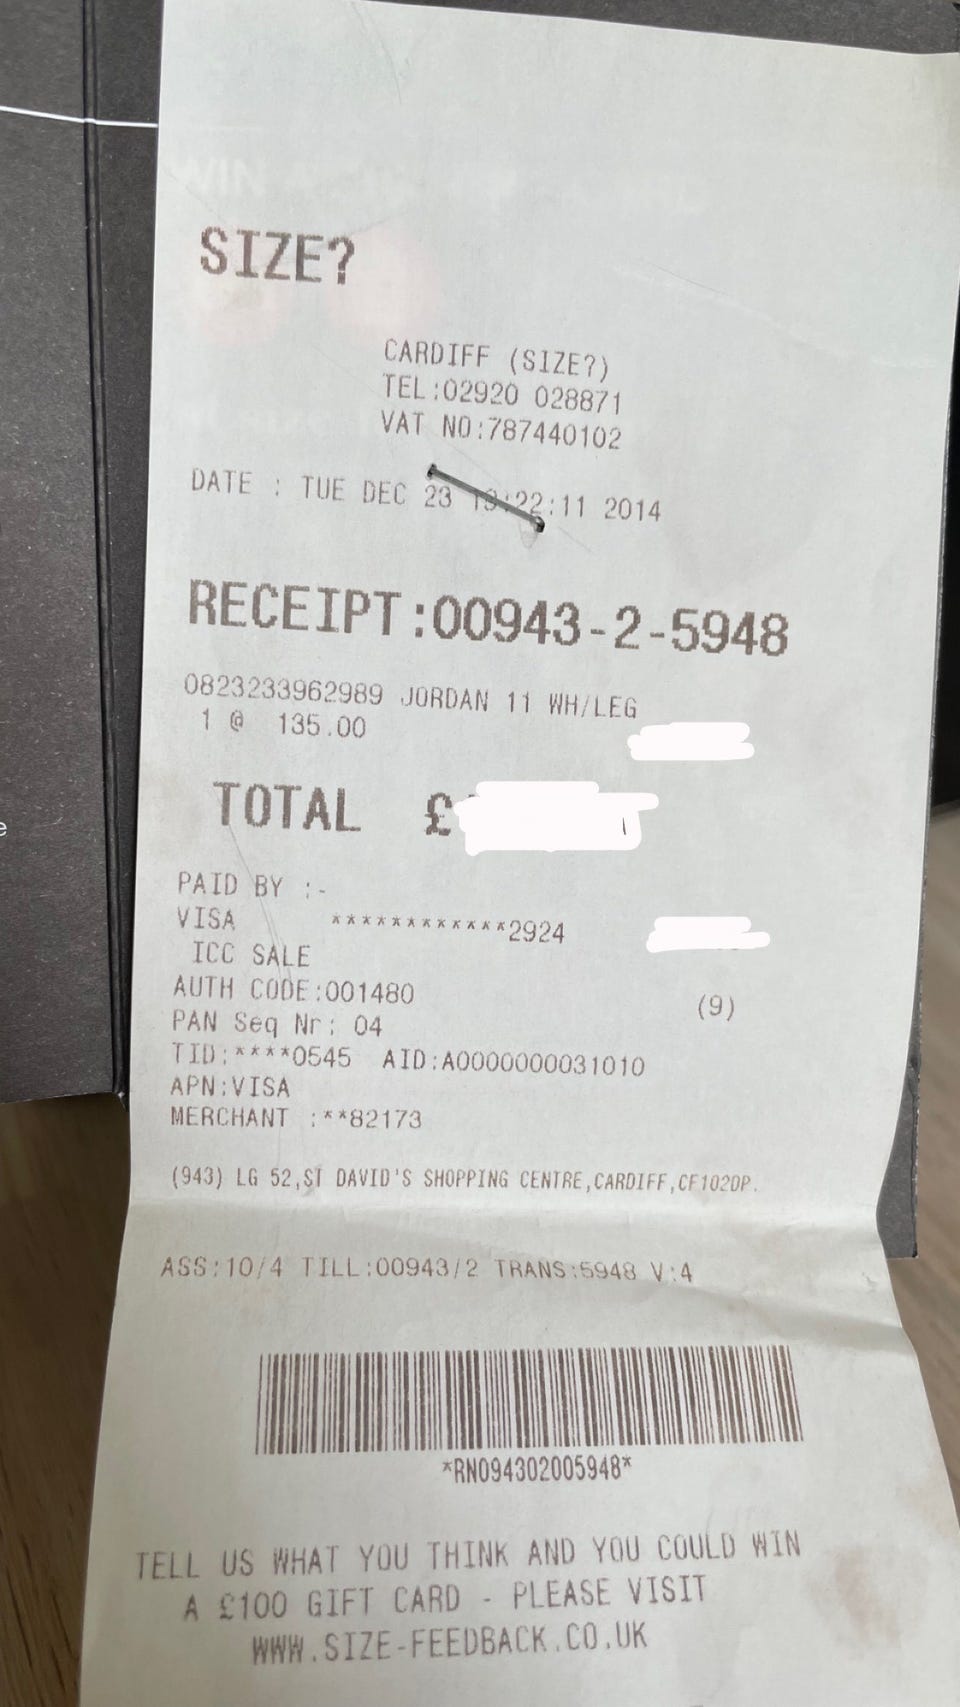 SIZE?
CARDIFF (SIZE?)
TEL:02920 028871
VAT NO:787440102
DATE : TUE DEC 23 :22:11 2014
RECEIPT:00943-2-5948
0823233962989 JORDAN 11 WH/LEG
1 @ 135.00
TOTAL £
PAID BY :-
VISA ************2924
ICC SALE
AUTH CODE:001480 (9)
PAN Seq Nr: 04
TID:****0545 AID:A0000000031010
APN:VISA
MERCHANT :**82173
(943) LG 52,ST DAVID'S SHOPPING CENTRE,CARDIFF,CF102DP.
ASS:10/4 TILL:00943/2 TRANS:5948 V:4
*RN094302005948*
TELL US WHAT YOU THINK AND YOU COULD WIN
A £100 GIFT CARD - PLEASE VISIT
WWW.SIZE-FEEDBACK.CO.UK